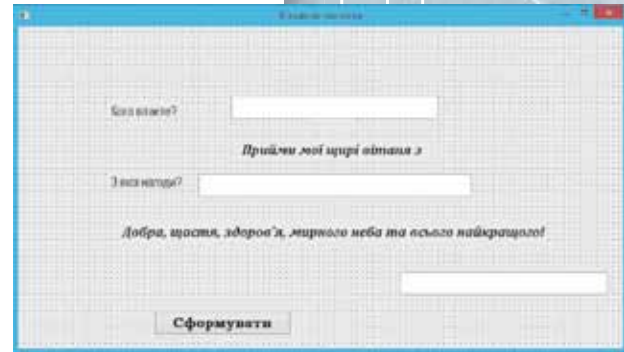 Кого вітаєте?
Прийми мої щирі вітаня з
З якої нагоди?
Добра, щастя, здоров'я, мирного неба та всього найкращого!
Сформувати